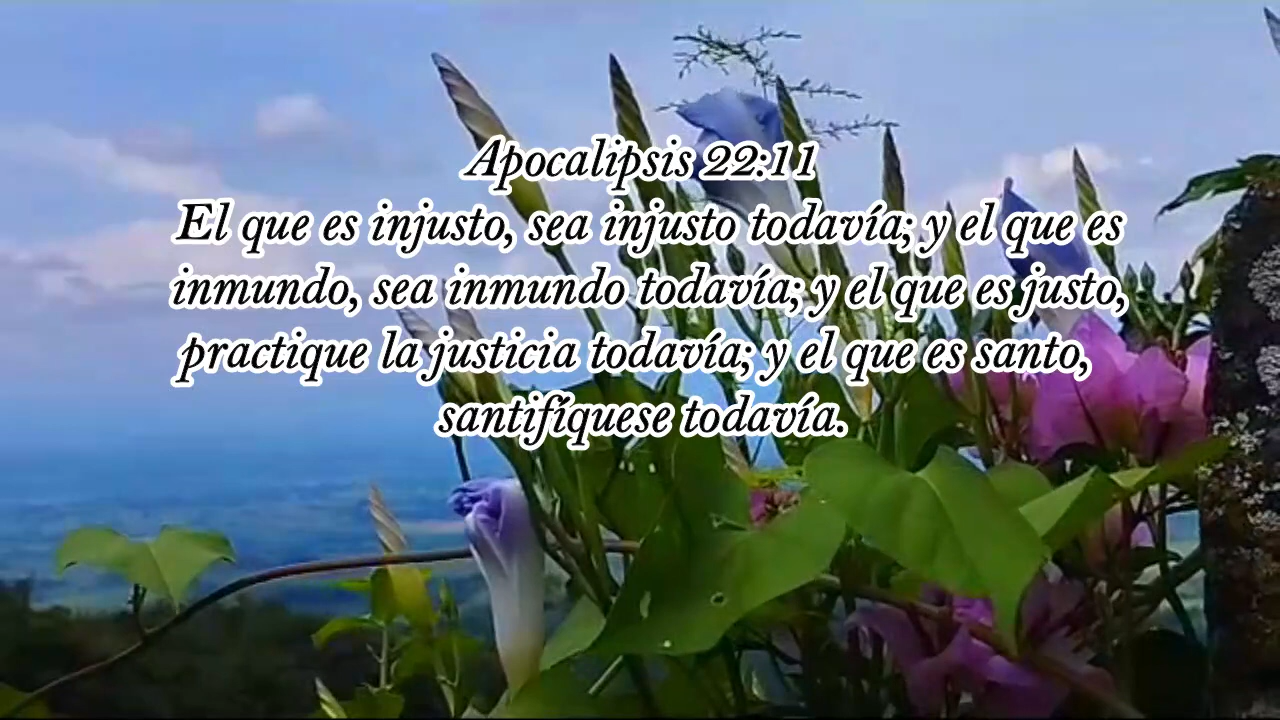 Apocalipsis 22:11
El que es injusto, sea injusto todavía; y el que es
inmundo, sea inmundo todavía; y el que es justo,
practique la justicia todavía; y el que es santo,
santifíquese todavía.